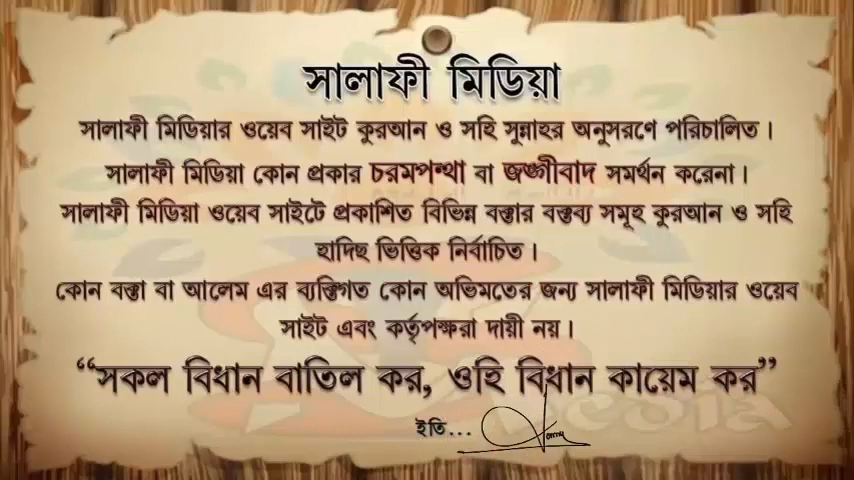 সালাফী মিডিয়া
সালাফী মিডিয়ার ওয়েব সাইট কুরআন ও সহি সুন্নাহর অনুসরণে পরিচালিত।
সালাফী মিডিয়া কোন প্রকার চরমপন্থা বা জঙ্গীবাদ সমর্থন করেনা।
সালাফী মিডিয়া ওয়েব সাইটে প্রকাশিত বিভিন্ন বক্তার বক্তব্য সমূহ কুরআন ও সহি
হাদিছ ভিত্তিক নির্বাচিত।
কোন বক্তা বা আলেম এর ব্যক্তিগত কোন অভিমতের জন্য সালাফী মিডিয়ার ওয়েব
সাইট এবং কর্তৃপক্ষরা দায়ী নয়।
“সকল বিধান বাতিল কর, ওহি বিধান কায়েম কর”
ইতি...